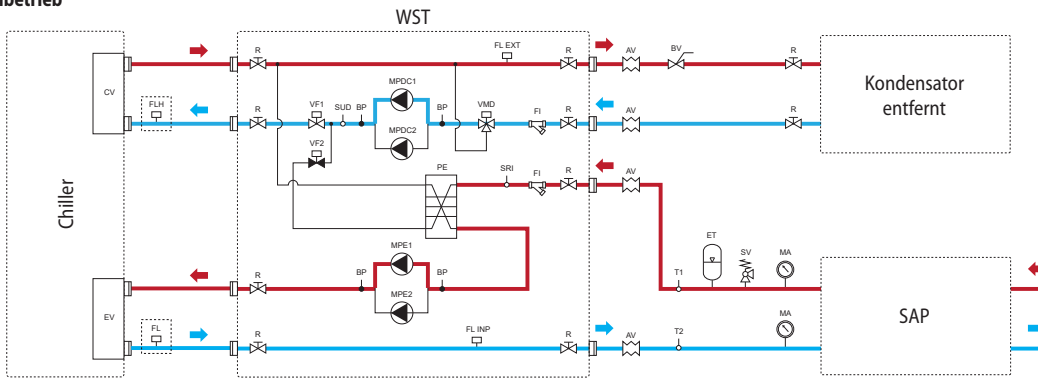 nbetrieb
WST
Chiller
CV
FLH
R
R
FL EXT
R
AV
BV
R
Kondensator
entfernt
VF1
SUD
BP
MPDC1
MPDC2
BP
VMD
FI
R
AV
R
VF2
PE
SRI
FI
R
AV
ET
SV
MA
T1
MPE1
MPE2
BP
BP
R
EV
FL
R
FL INP
R
AV
T2
MA
SAP